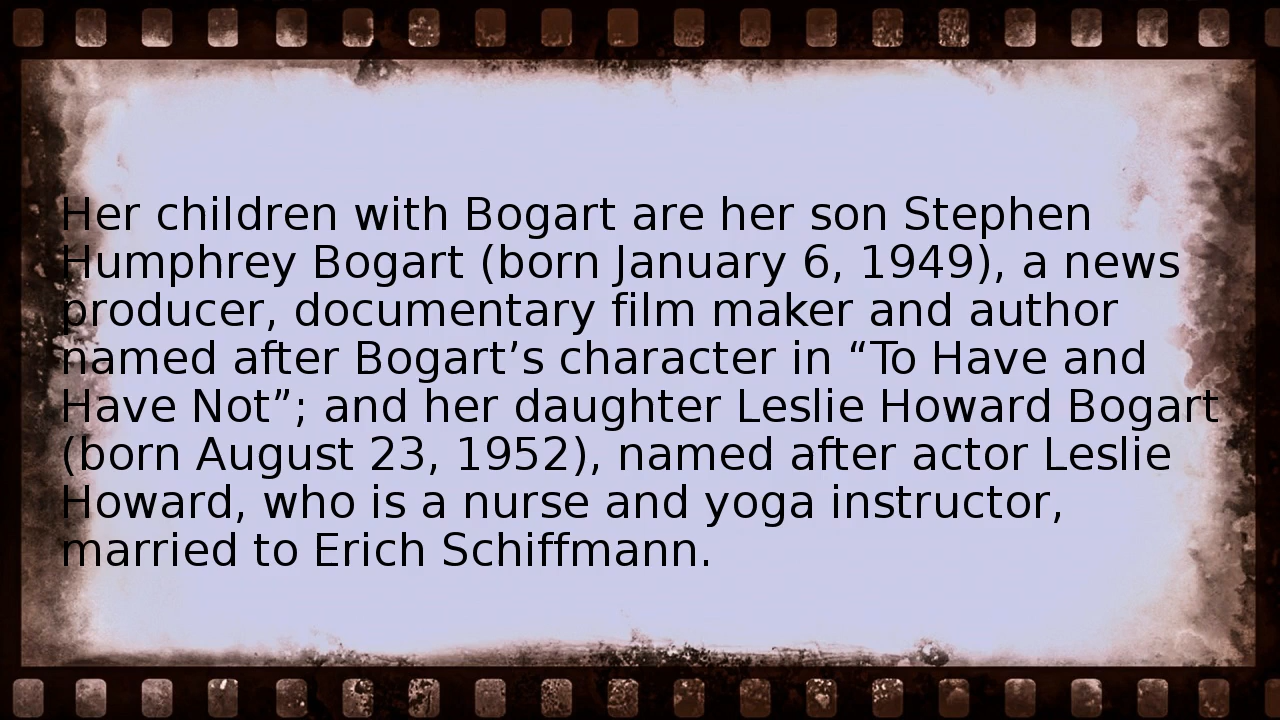 Her children with Bogart are her son Stephen
Humphrey Bogart (born January 6, 1949), a news
producer, documentary film maker and author
named after Bogart’s character in “To Have and
Have Not”; and her daughter Leslie Howard Bogart
(born August 23, 1952), named after actor Leslie
Howard, who is a nurse and yoga instructor,
married to Erich Schiffmann.